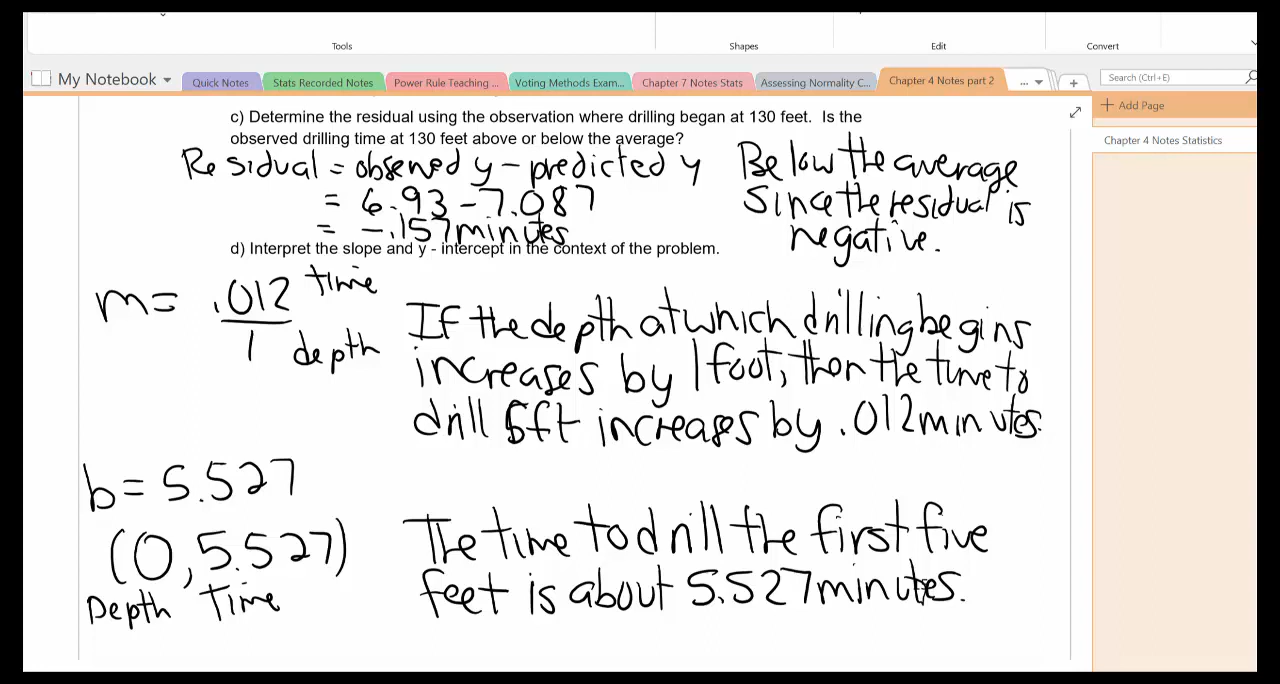 Tools
Shapes
Edit
Convert
My Notebook
Quick Notes
Stats Recorded Notes
Power Rule Teaching ...
Voting Methods Exam...
Chapter 7 Notes Stats
Assessing Normality C...
Chapter 4 Notes part 2
...
Search (Ctrl+E)
Add Page
Chapter 4 Notes Statistics
c) Determine the residual using the observation where drilling began at 130 feet. Is the
observed drilling time at 130 feet above or below the average?
Residual = observed y - predicted y
= 6.93 - 7.087
= -.157 minutes
Below the average
since the residual is
negative.
d) Interpret the slope and y - intercept in the context of the problem.
m = .012 time
1 depth
If the depth at which drilling begins
increases by 1 foot, then the time to
drill 5ft increases by .012 minutes.
b = 5.527
(0, 5.527)
Depth Time
The time to drill the first five
feet is about 5.527 minutes.